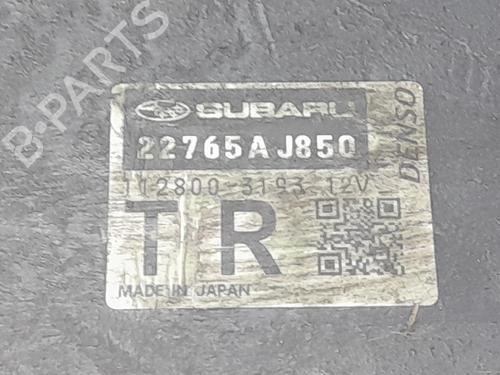 B-PARTS
SUBARU
22765AJ850
112800-3193 12V
DENSO
TR
MADE IN JAPAN